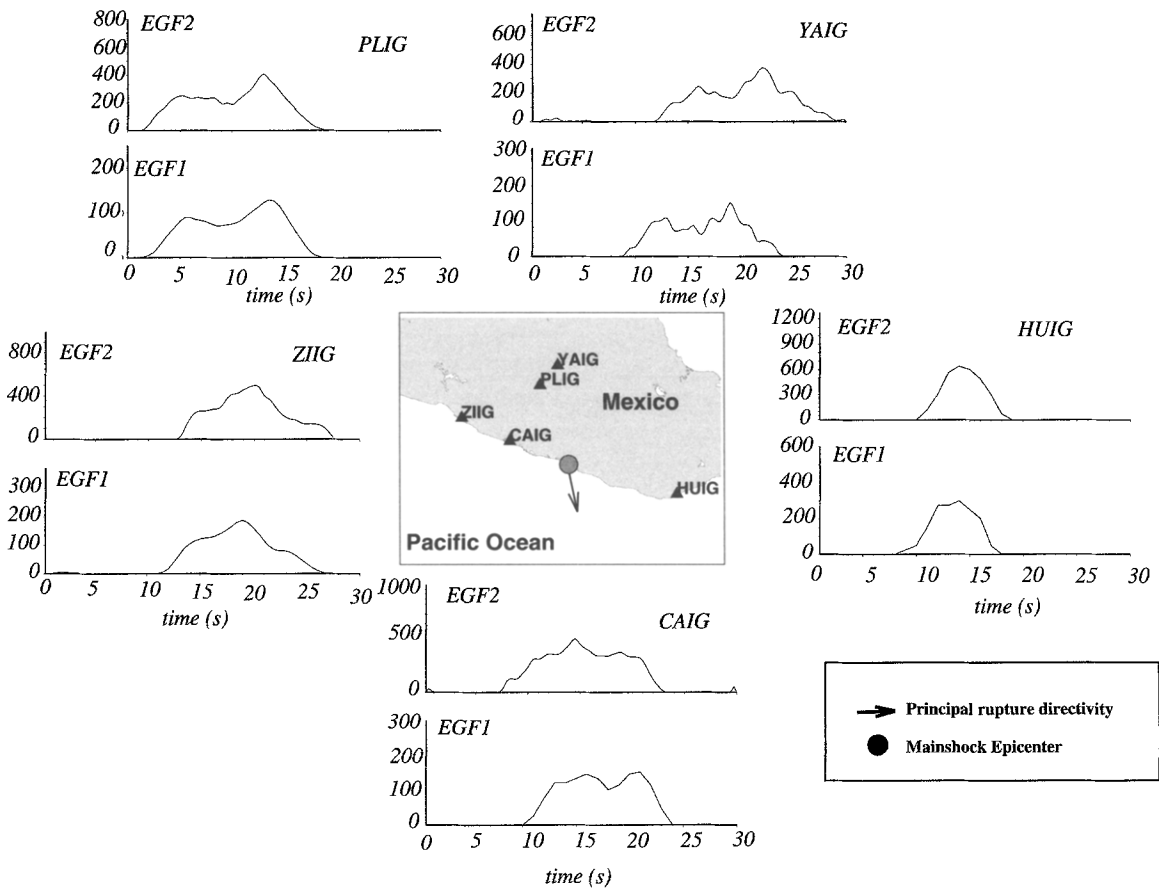 EGF2 PLIG
800
600
400
200
0
EGF1
200
100
0
0 5 10 15 20 25 30
time (s)
EGF2 YAIG
600
400
200
0
EGF1
300
200
100
0
0 5 10 15 20 25 30
time (s)
EGF2 ZIIG
800
400
0
EGF1
300
200
100
0
0 5 10 15 20 25 30
time (s)
YAIG
PLIG
Mexico
ZIIG
CAIG
HUIG
Pacific Ocean
EGF2 HUIG
1200
900
600
300
0
EGF1
600
400
200
0
0 5 10 15 20 25 30
time (s)
EGF2 CAIG
1000
500
0
EGF1
300
200
100
0
0 5 10 15 20 25 30
time (s)
Principal rupture directivity
Mainshock Epicenter